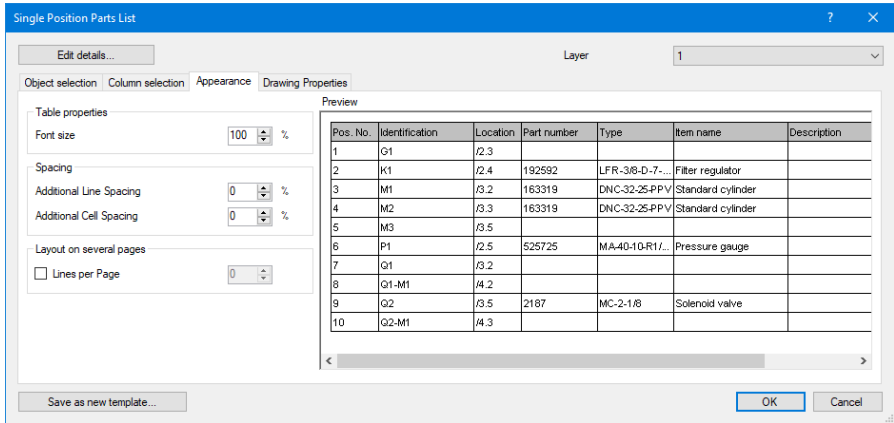 Single Position Parts List ? ×
Edit details... Layer 1
Object selection Column selection Appearance Drawing Properties
Preview
Table properties
Font size 100 %
Spacing
Additional Line Spacing 0 %
Additional Cell Spacing 0 %
Layout on several pages
Lines per Page 0
Pos. No. Identification Location Part number Type Item name Description
1 G1 /2.3
2 K1 /2.4 192592 LFR-3/8-D-7-... Filter regulator
3 M1 /3.2 163319 DNC-32-25-PPV Standard cylinder
4 M2 /3.3 163319 DNC-32-25-PPV Standard cylinder
5 M3 /3.5
6 P1 /2.5 525725 MA-40-10-R1/... Pressure gauge
7 Q1 /3.2
8 Q1-M1 /4.2
9 Q2 /3.5 2187 MC-2-1/8 Solenoid valve
10 Q2-M1 /4.3
Save as new template... OK Cancel